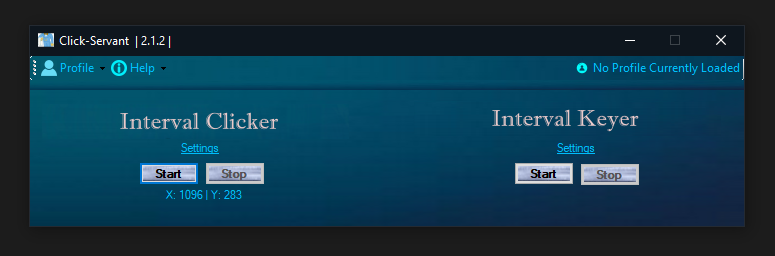 Click-Servant | 2.1.2 |
Profile Help No Profile Currently Loaded
Interval Clicker
Settings
Start Stop
X: 1096 | Y: 283
Interval Keyer
Settings
Start Stop